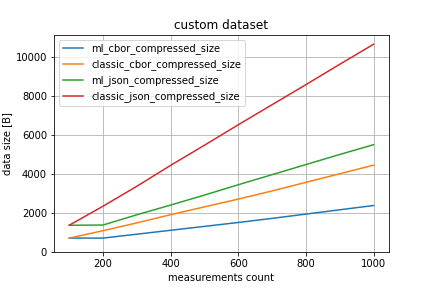 custom dataset
ml_cbor_compressed_size
classic_cbor_compressed_size
ml_json_compressed_size
classic_json_compressed_size
data size [B]
10000
8000
6000
4000
2000
0
200
400
600
800
1000
measurements count